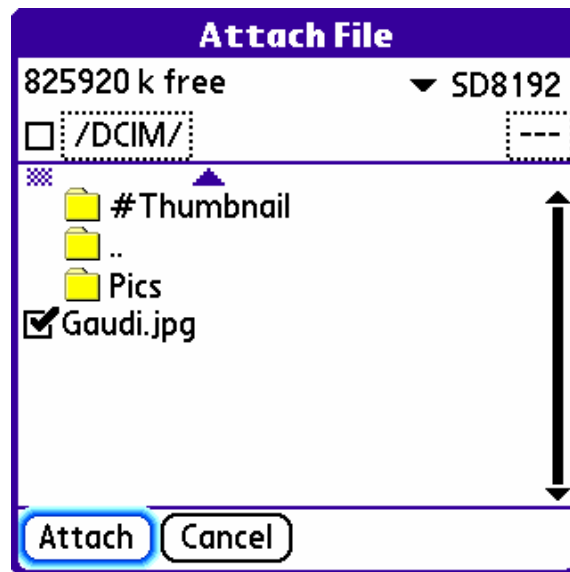 Attach File
825920 k free SD8192
/DCIM/ ---
#Thumbnail
..
Pics
Gaudi.jpg
Attach Cancel